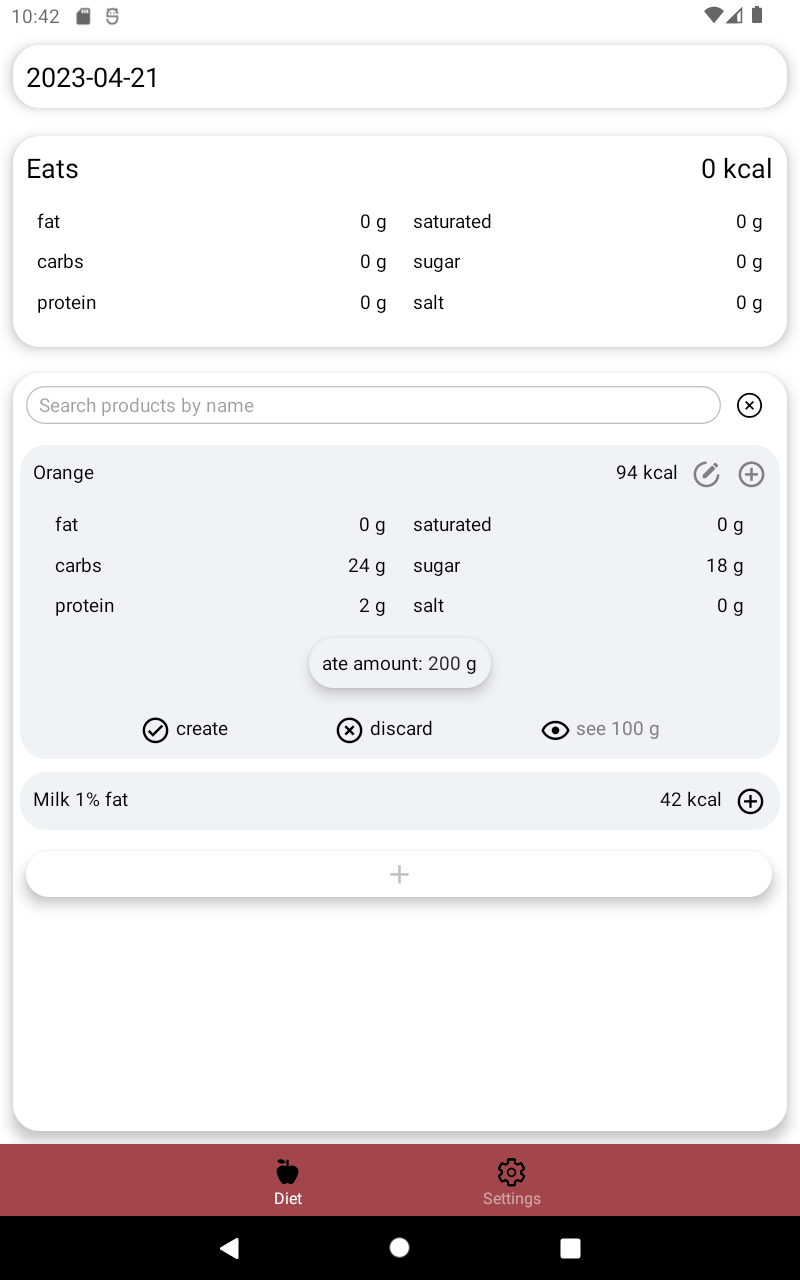 10:42
2023-04-21
Eats 0 kcal
fat 0 g saturated 0 g
carbs 0 g sugar 0 g
protein 0 g salt 0 g
Search products by name
Orange 94 kcal
fat 0 g saturated 0 g
carbs 24 g sugar 18 g
protein 2 g salt 0 g
ate amount: 200 g
create discard see 100 g
Milk 1% fat 42 kcal
Diet Settings